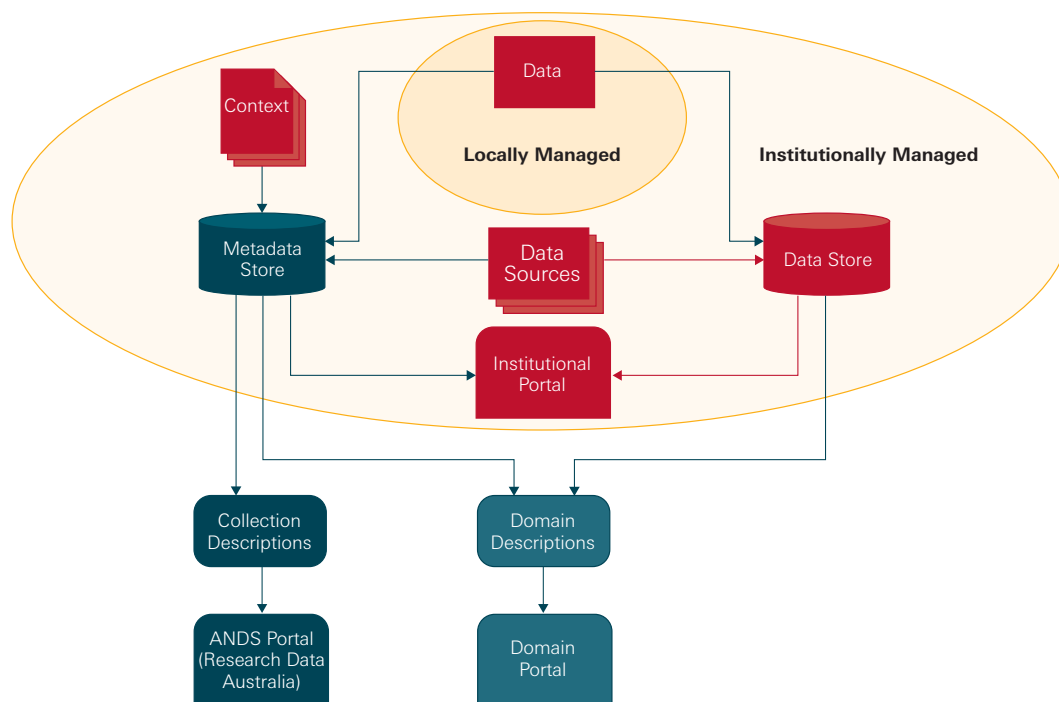 Data
Context
Locally Managed
Institutionally Managed
Metadata
Store
Data
Sources
Data Store
Institutional
Portal
Collection
Descriptions
Domain
Descriptions
ANDS Portal
(Research Data
Australia)
Domain
Portal